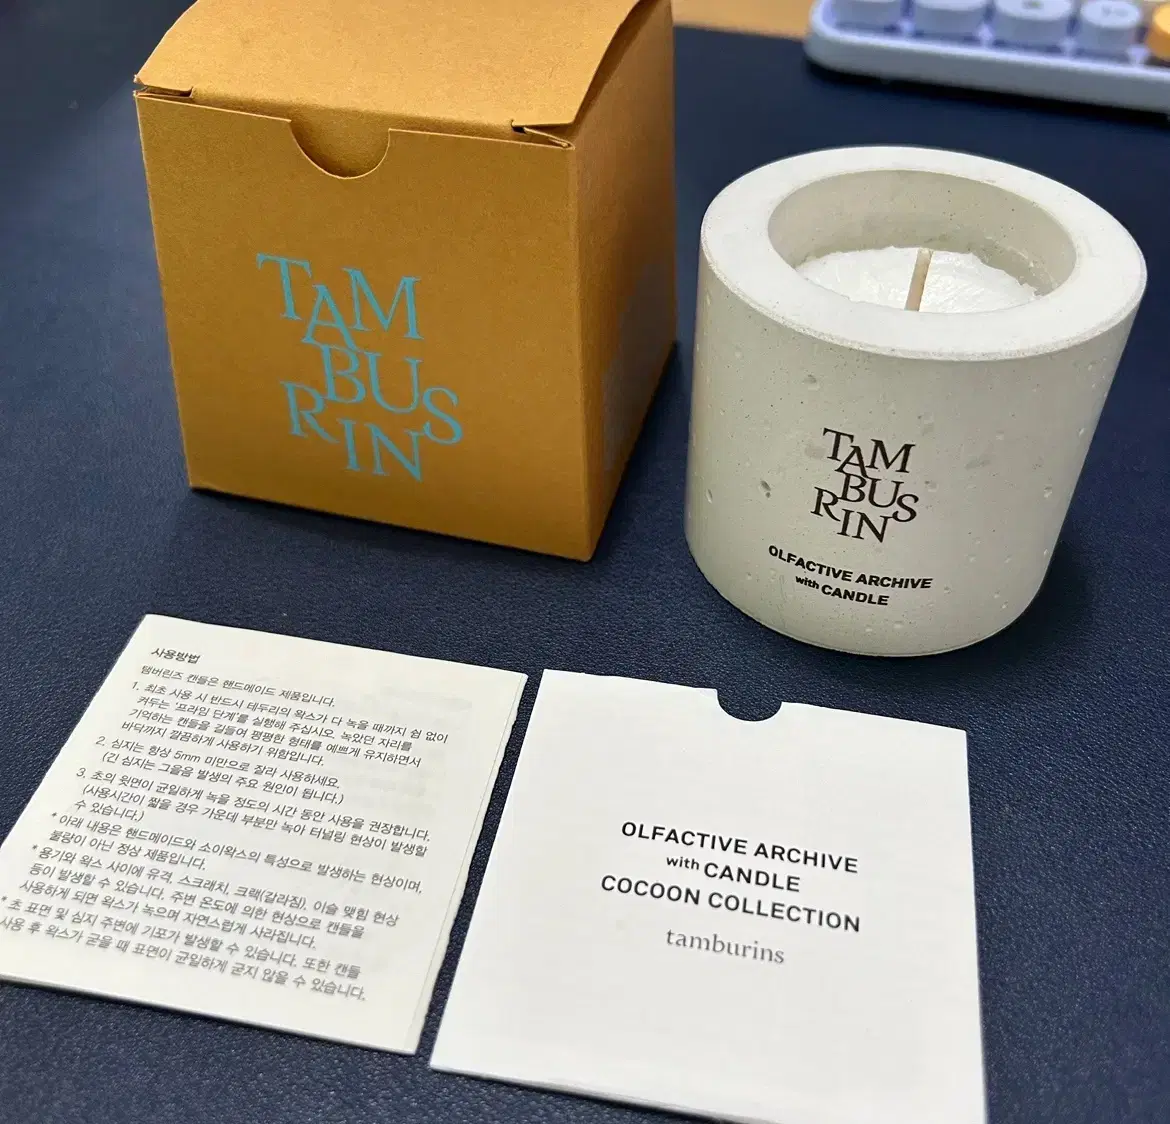 TAM
BUS
RIN
TAM
BUS
RIN
OLFACTIVE ARCHIVE
with CANDLE
사용방법
탬버린즈 캔들은 핸드메이드 제품입니다.
1. 최초 사용 시 반드시 테두리의 왁스가 다 녹을 때까지 쉼 없이
켜두는 '프라임 단계'를 실행해 주십시오. 녹았던 자리를
기억하는 캔들을 길들여 평평한 형태를 예쁘게 유지하면서
바닥까지 깔끔하게 사용하기 위함입니다.
2. 심지는 항상 5mm 미만으로 잘라 사용하세요.
(긴 심지는 그을음 발생의 주요 원인이 됩니다.)
3. 초의 윗면이 균일하게 녹을 정도의 시간 동안 사용을 권장합니다.
(사용시간이 짧을 경우 가운데 부분만 녹아 터널링 현상이 발생할
수 있습니다.)
* 아래 내용은 핸드메이드와 소이왁스의 특성으로 발생하는 현상이며,
불량이 아닌 정상 제품입니다.
* 용기와 왁스 사이에 유격, 스크래치, 크랙(갈라짐), 이슬 맺힘 현상
등이 발생할 수 있습니다. 주변 온도에 의한 현상으로 캔들을
사용하게 되면 왁스가 녹으며 자연스럽게 사라집니다.
* 초 표면 및 심지 주변에 기포가 발생할 수 있습니다. 또한 캔들
사용 후 왁스가 굳을 때 표면이 균일하게 굳지 않을 수 있습니다.
OLFACTIVE ARCHIVE
with CANDLE
COCOON COLLECTION
tamburins